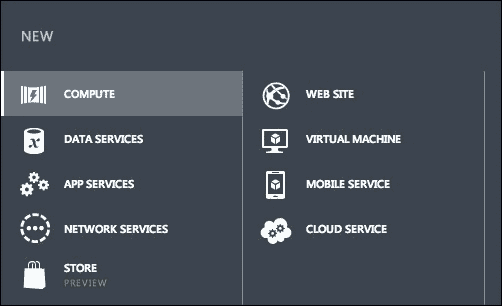 NEW
COMPUTE
DATA SERVICES
APP SERVICES
NETWORK SERVICES
STORE
PREVIEW
WEB SITE
VIRTUAL MACHINE
MOBILE SERVICE
CLOUD SERVICE